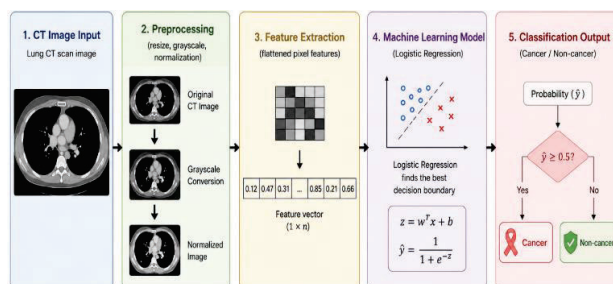 1. CT Image Input
Lung CT scan image
2. Preprocessing
(resize, grayscale,
normalization)
Original
CT Image
Grayscale
Conversion
Normalized
Image
3. Feature Extraction
(flattened pixel features)
0.12 0.47 0.31 ... 0.85 0.21 0.66
Feature vector
(1 × n)
4. Machine Learning Model
(Logistic Regression)
Logistic Regression
finds the best
decision boundary
z = wᵀx + b
ŷ = 1 / (1 + e⁻ᶻ)
5. Classification Output
(Cancer / Non-cancer)
Probability (ŷ)
ŷ ≥ 0.5?
Yes
No
Cancer
Non-cancer